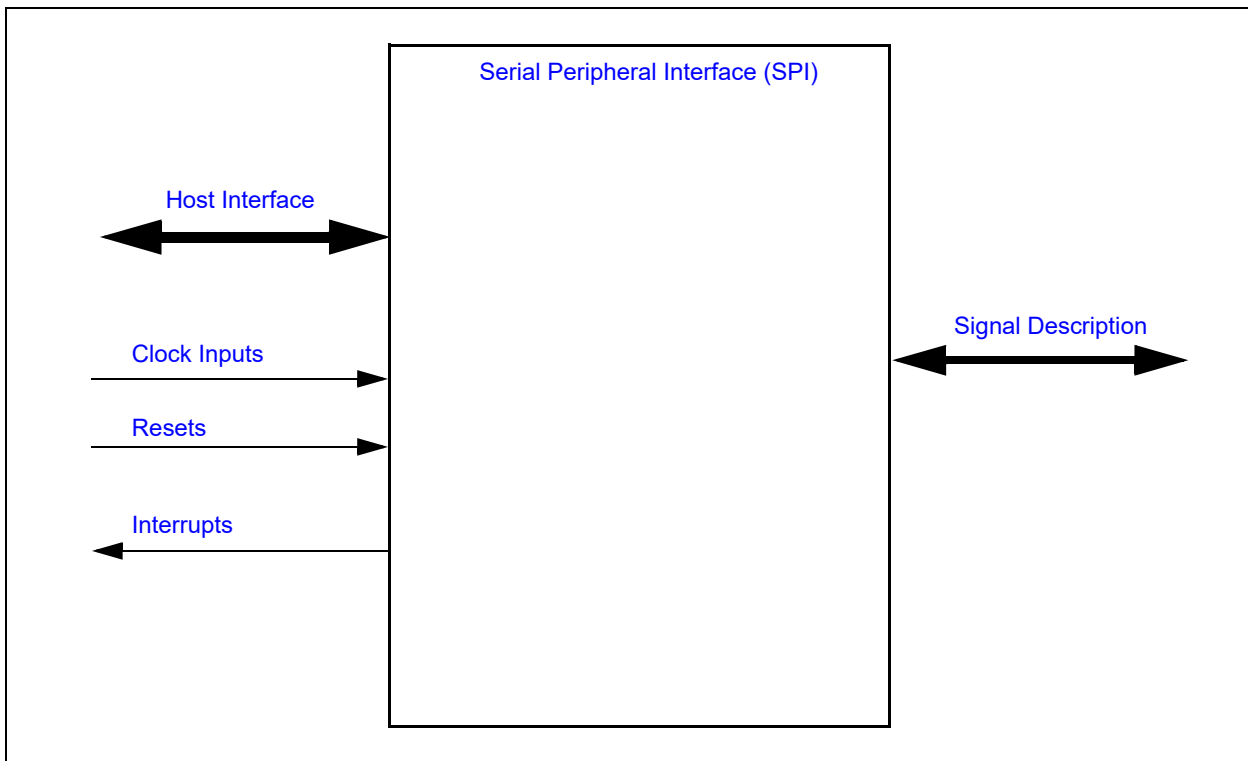 Serial Peripheral Interface (SPI)
Host Interface
Signal Description
Clock Inputs
Resets
Interrupts